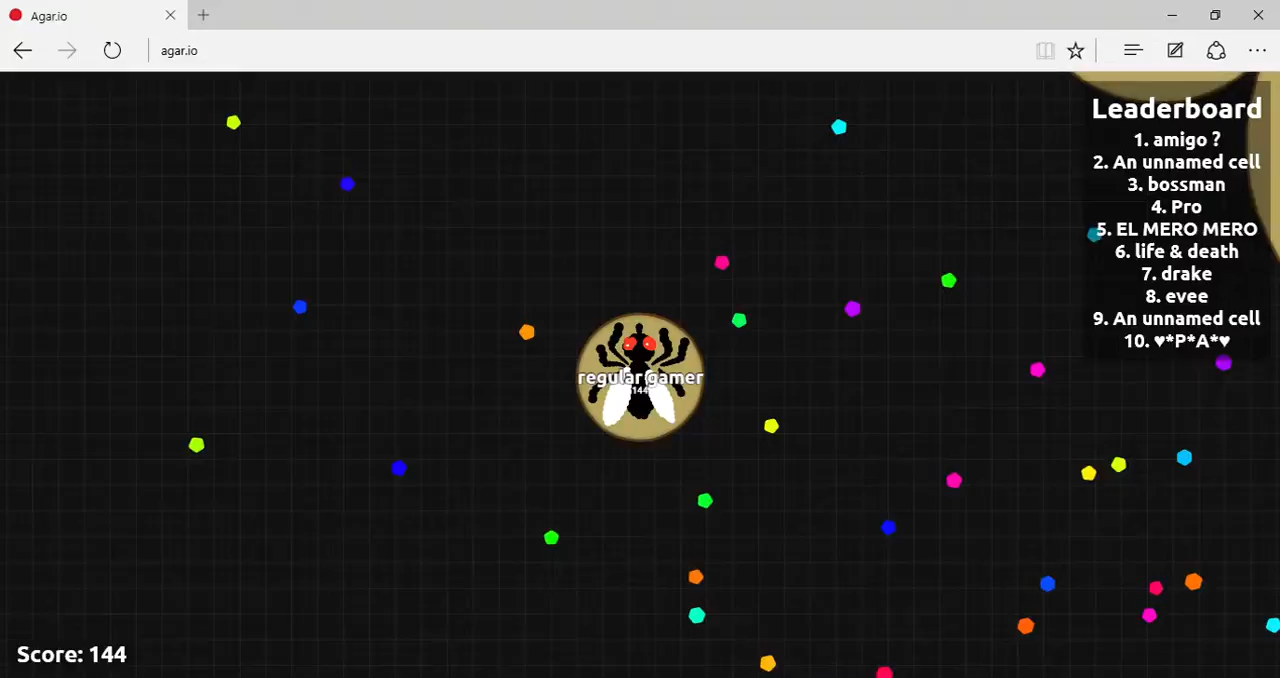 Agar.io
agar.io
Leaderboard
1. amigo ?
2. An unnamed cell
3. bossman
4. Pro
5. EL MERO MERO
6. life & death
7. drake
8. evee
9. An unnamed cell
10. ♥*P*A*♥
regular gamer
144
Score: 144